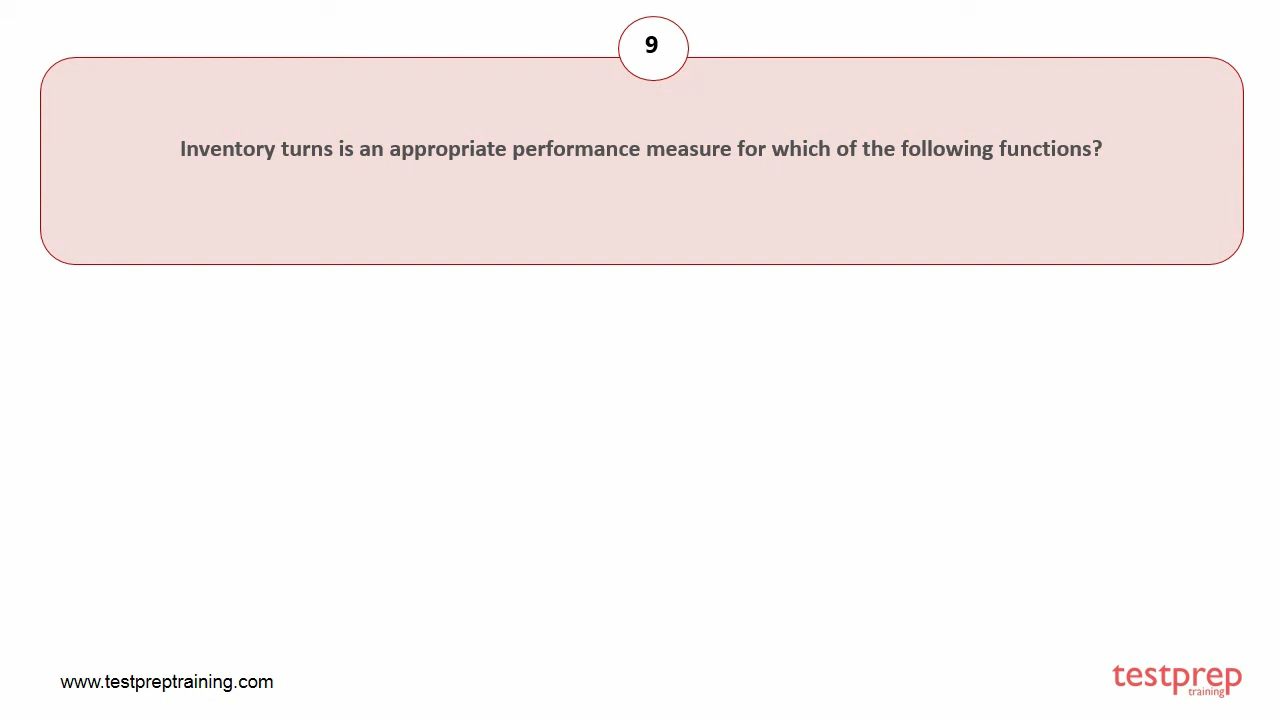 9
Inventory turns is an appropriate performance measure for which of the following functions?
www.testpreptraining.com
testprep
training